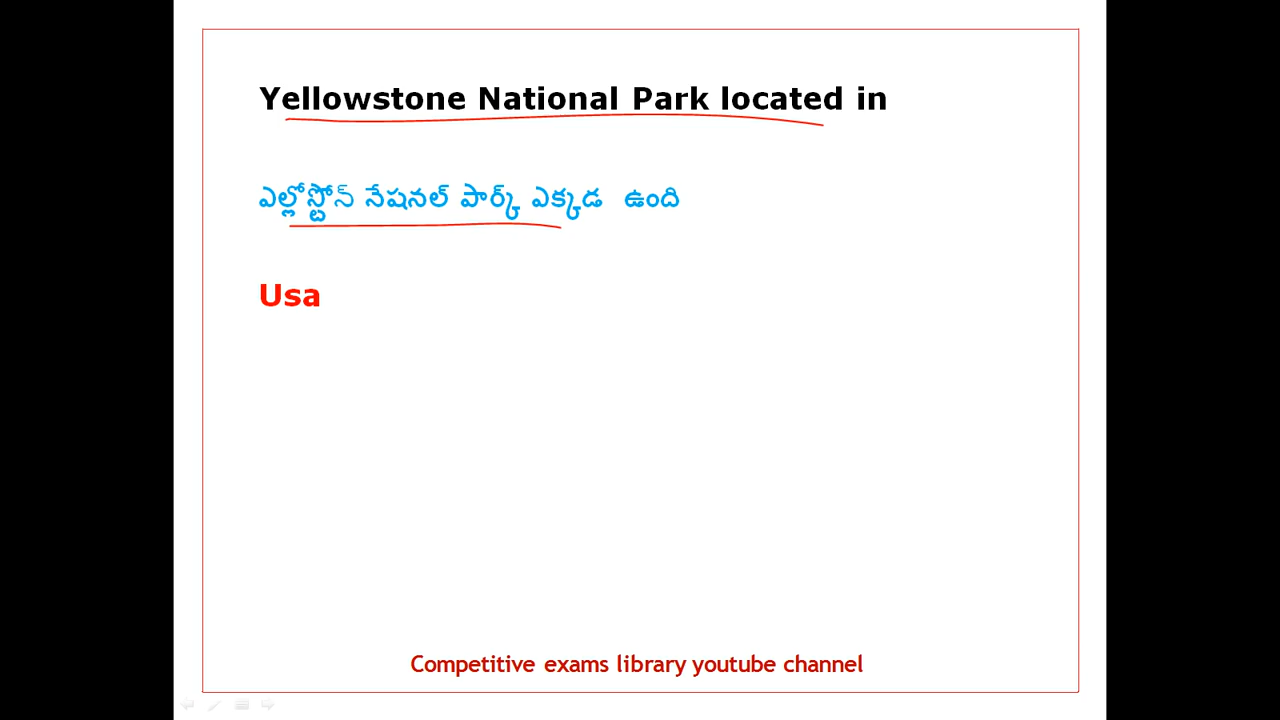 Yellowstone National Park located in
ఎల్లోస్టోన్ నేషనల్ పార్క్ ఎక్కడ ఉంది
Usa
Competitive exams library youtube channel